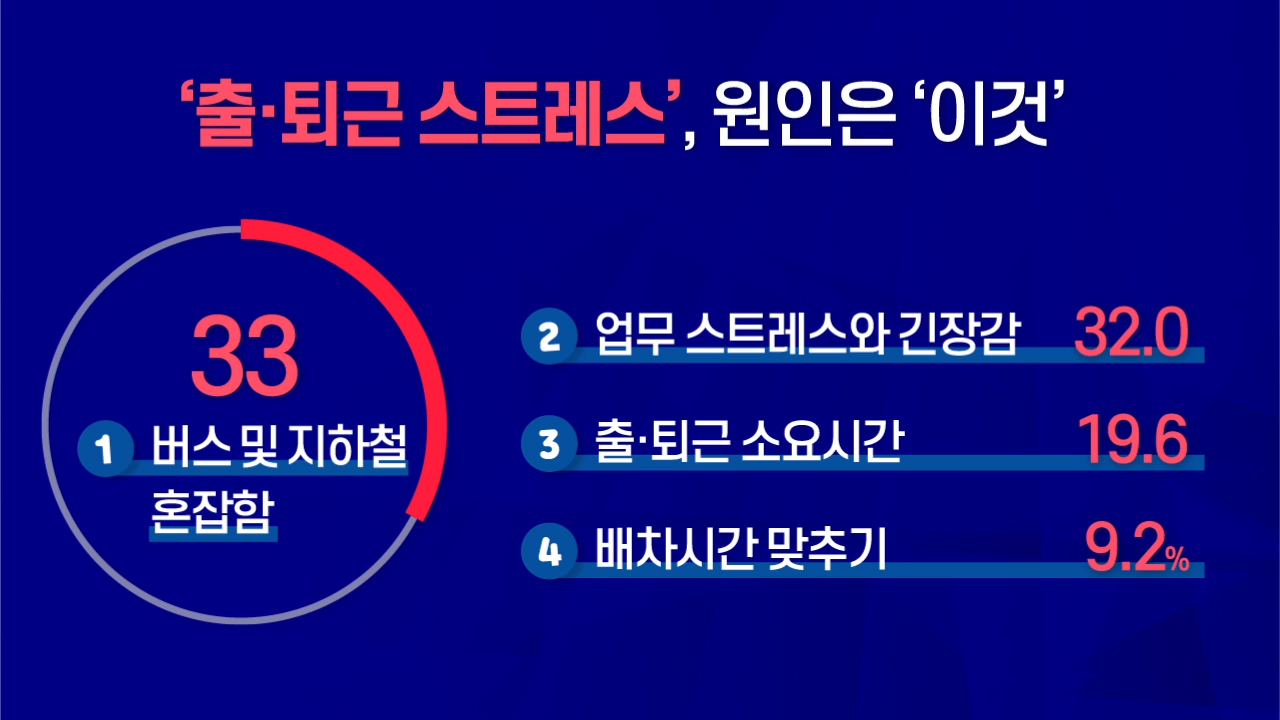 ‘출·퇴근 스트레스’, 원인은 ‘이것’
33
1 버스 및 지하철
혼잡함
2 업무 스트레스와 긴장감 32.0
3 출·퇴근 소요시간 19.6
4 배차시간 맞추기 9.2%